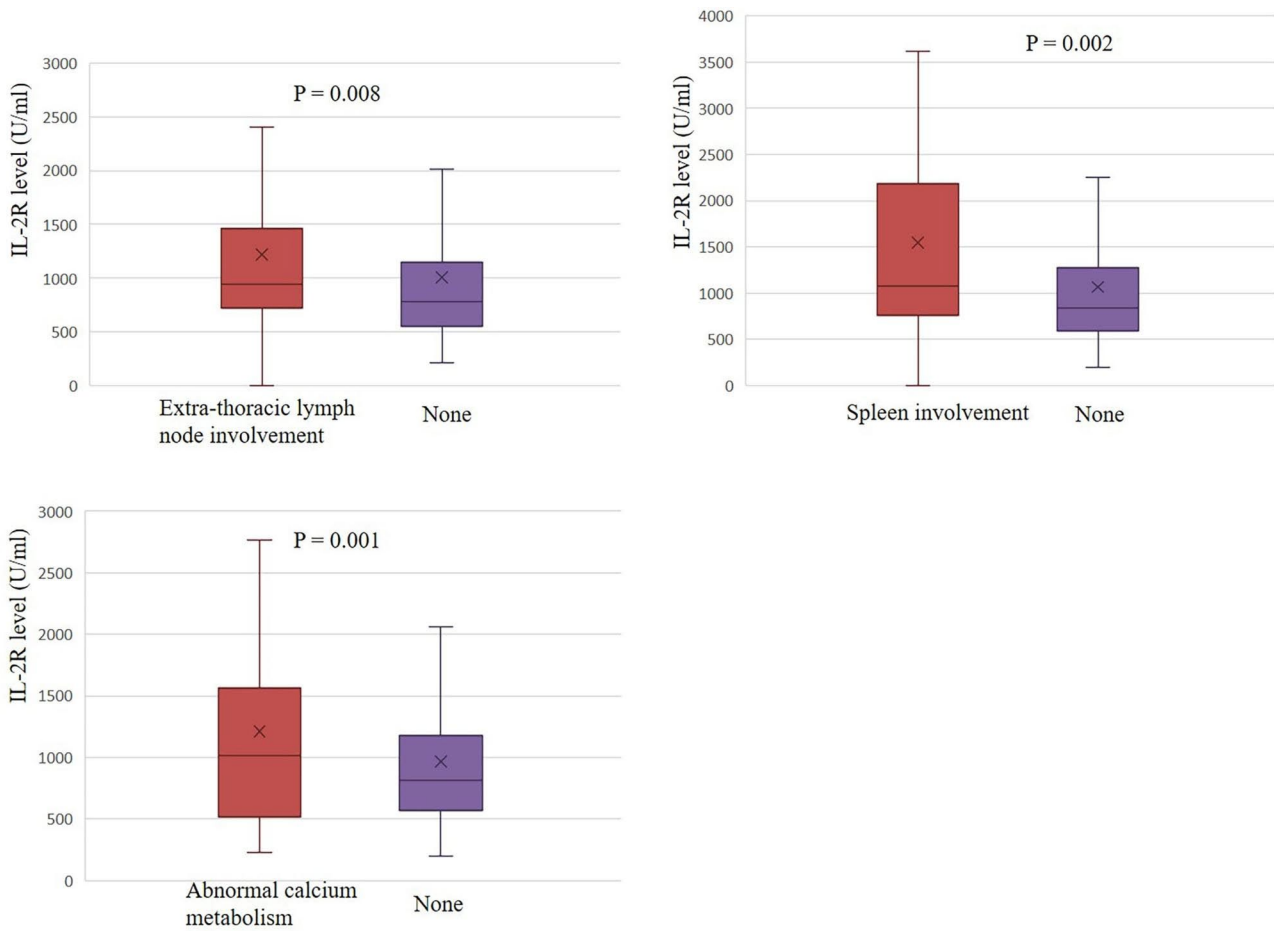 IL-2R level (U/ml)
3000
2500
2000
1500
1000
500
0
P = 0.008
Extra-thoracic lymph
node involvement
None
IL-2R level (U/ml)
4000
3500
3000
2500
2000
1500
1000
500
0
P = 0.002
Spleen involvement
None
IL-2R level (U/ml)
3000
2500
2000
1500
1000
500
0
P = 0.001
Abnormal calcium
metabolism
None